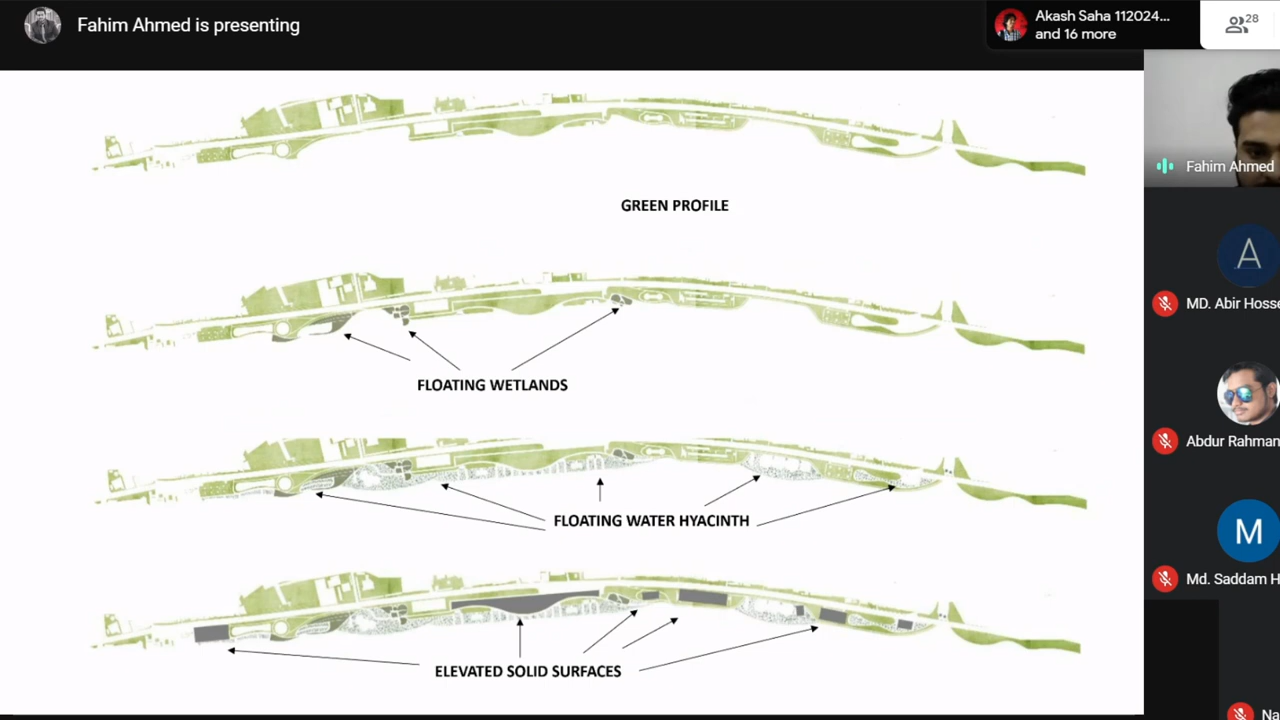 Fahim Ahmed is presenting
Akash Saha 112024...
and 16 more
28
GREEN PROFILE
Fahim Ahmed
FLOATING WETLANDS
A
MD. Abir Hosse
Abdur Rahman
FLOATING WATER HYACINTH
M
Md. Saddam H
ELEVATED SOLID SURFACES
Na